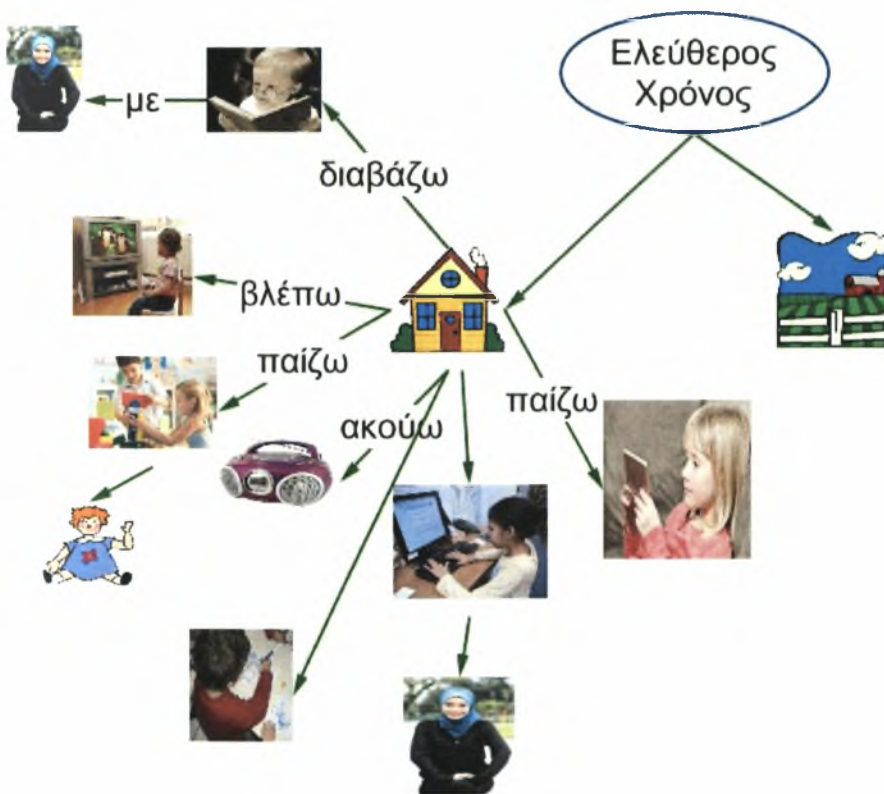 Ελεύθερος
Χρόνος
με
διαβάζω
βλέπω
παίζω
παίζω
ακούω